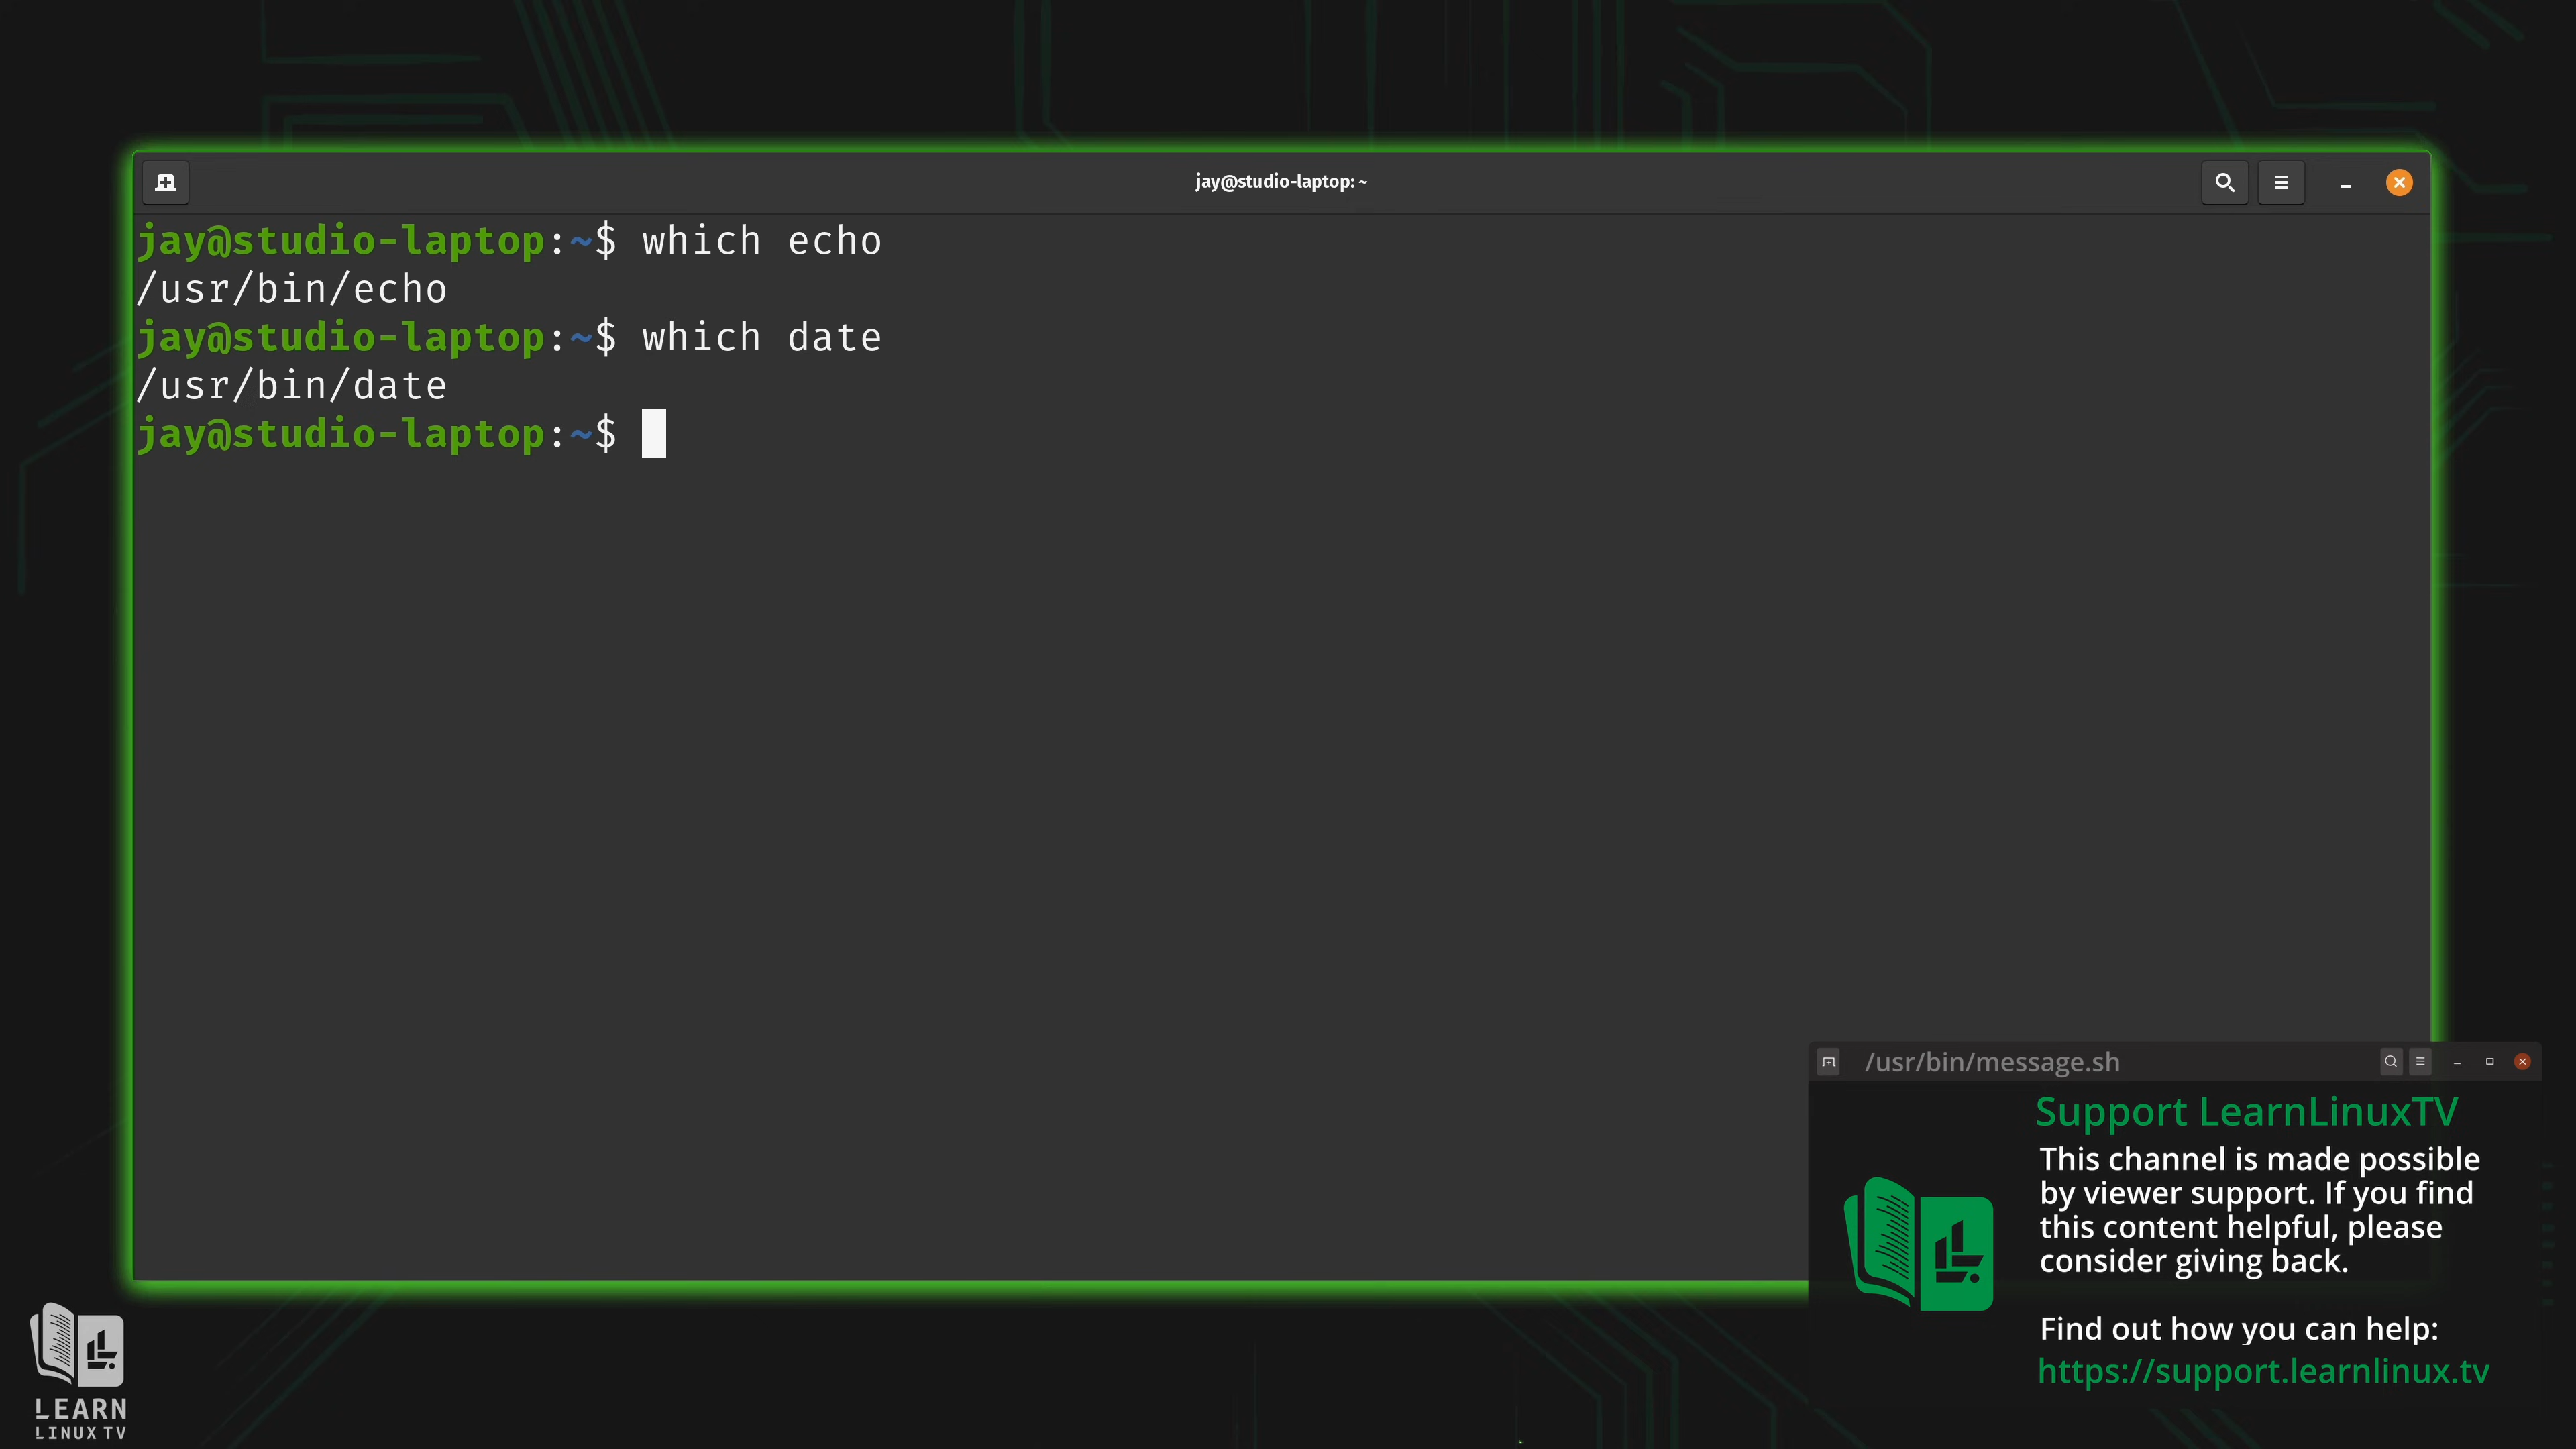 jay@studio-laptop: ~
jay@studio-laptop:~$ which echo
/usr/bin/echo
jay@studio-laptop:~$ which date
/usr/bin/date
jay@studio-laptop:~$
/usr/bin/message.sh
Support LearnLinuxTV
This channel is made possible
by viewer support. If you find
this content helpful, please
consider giving back.
Find out how you can help:
https://support.learnlinux.tv
LEARN
LINUX TV